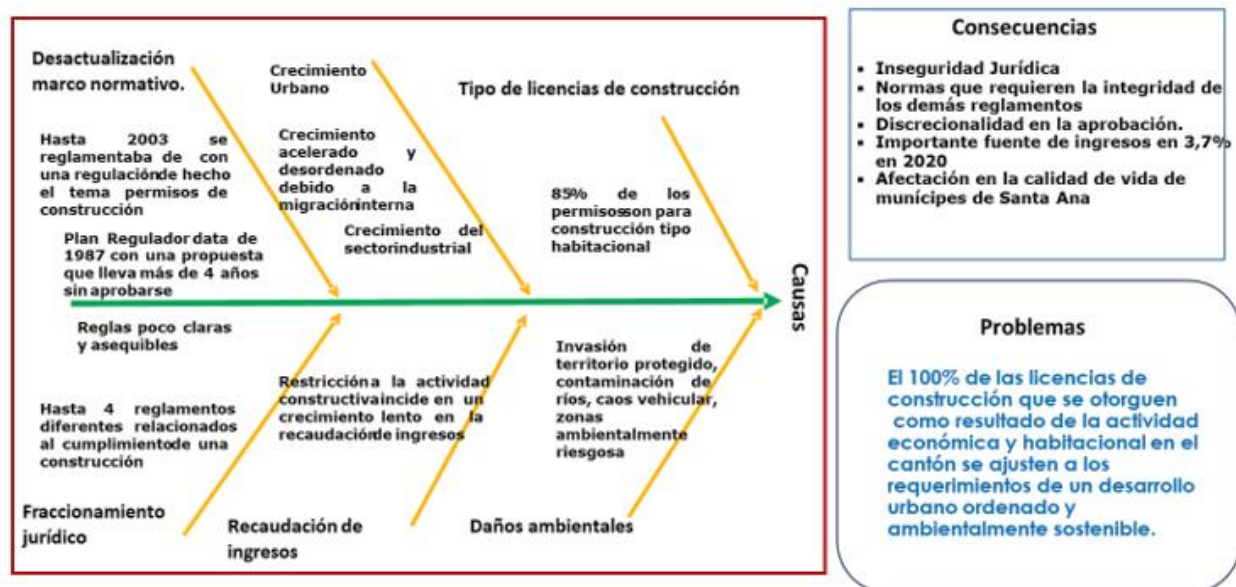 Desactualización
marco normativo.
Hasta 2003 se
reglamentaba de con
una regulaciónde hecho
el tema permisos de
construcción
Plan Regulador data de
1987 con una propuesta
que lleva más de 4 años
sin aprobarse
Crecimiento
Urbano
Crecimiento
acelerado y
desordenado
debido a la
migracióninterna
Crecimiento del
sectorindustrial
Tipo de licencias de construcción
85% de los
permisosson para
construcción tipo
habitacional
Causas
Reglas poco claras
y asequibles
Hasta 4 reglamentos
diferentes relacionados
al cumplimientode una
construcción
Fraccionamiento
jurídico
Restriccióna la actividad
constructivaincide en un
crecimiento lento en la
recaudaciónde ingresos
Recaudación de
ingresos
Invasión de
territorio protegido,
contaminación de
ríos, caos vehicular,
zonas
ambientalmente
riesgosa
Daños ambientales
Consecuencias
▪ Inseguridad Jurídica
▪ Normas que requieren la integridad de
los demás reglamentos
▪ Discrecionalidad en la aprobación.
▪ Importante fuente de ingresos en 3,7%
en 2020
▪ Afectación en la calidad de vida de
munícipes de Santa Ana
Problemas
El 100% de las licencias de
construcción que se otorguen
como resultado de la actividad
económica y habitacional en el
cantón se ajusten a los
requerimientos de un desarrollo
urbano ordenado y
ambientalmente sostenible.